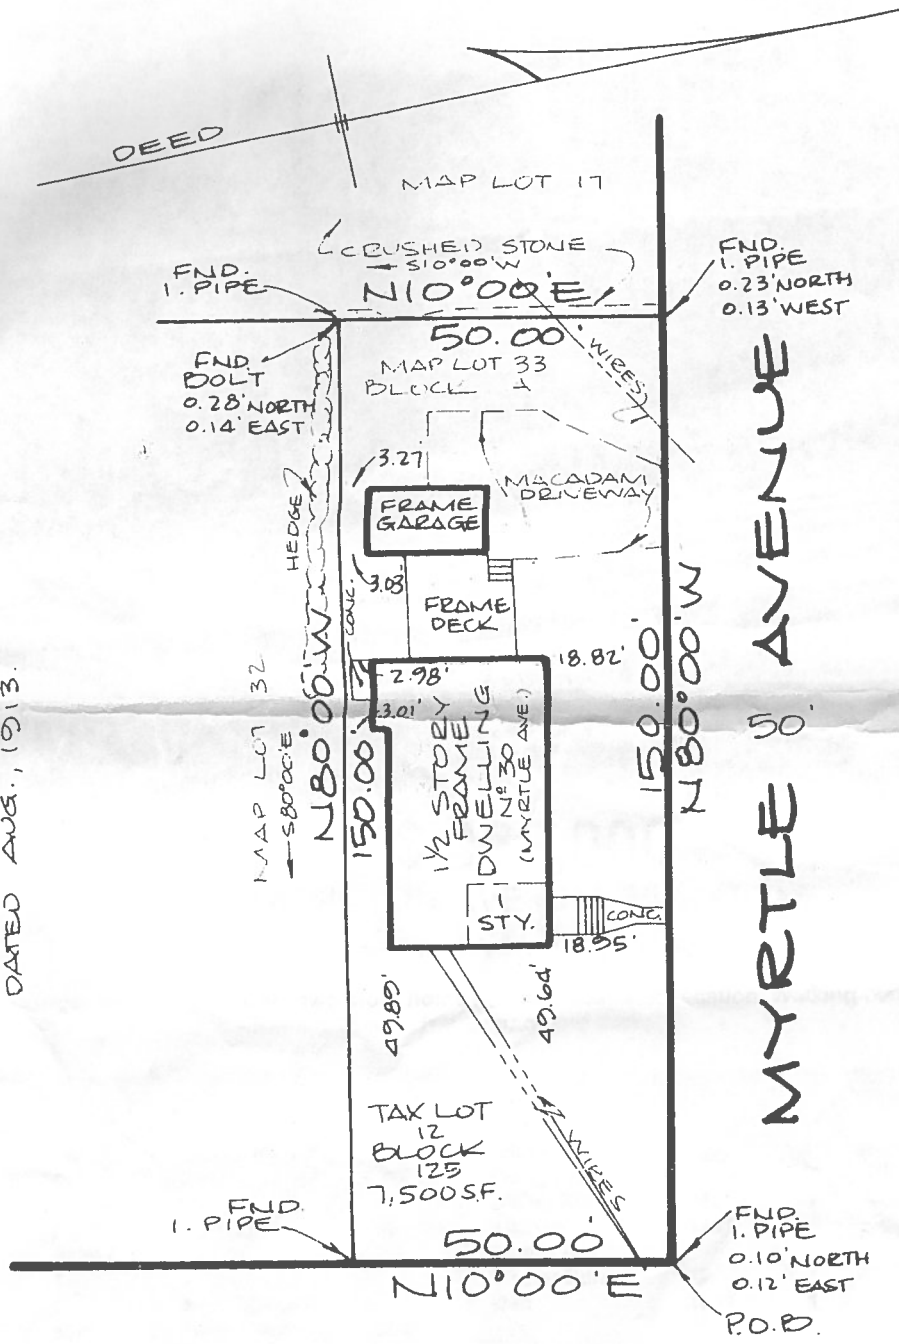 DEED
MAP LOT 17
CRUSHED STONE
S10°00'W
N10°00'E
50.00'
FND.
I. PIPE
FND.
I. PIPE
0.23' NORTH
0.13' WEST
FND.
BOLT
0.28' NORTH
0.14' EAST
MAP LOT 33
BLOCK A
WIRES
3.27'
MACADAM
DRIVEWAY
FRAME
GARAGE
HEDGE
3.03'
CONC.
FRAME
DECK
18.82'
2.98'
3.01'
1½ STORY
FRAME
DWELLING
Nº 30
(MYRTLE AVE.)
1
STY.
CONC.
18.95'
MAP LOT 32
S80°00'E
N80°00'W
150.00'
150.00'
N80°00'W
MYRTLE AVENUE
50'
DATED AUG., 1913
49.89'
49.64'
WIRES
TAX LOT
12
BLOCK
125
7,500 S.F.
FND.
I. PIPE
50.00'
N10°00'E
FND.
I. PIPE
0.10' NORTH
0.12' EAST
P.O.B.